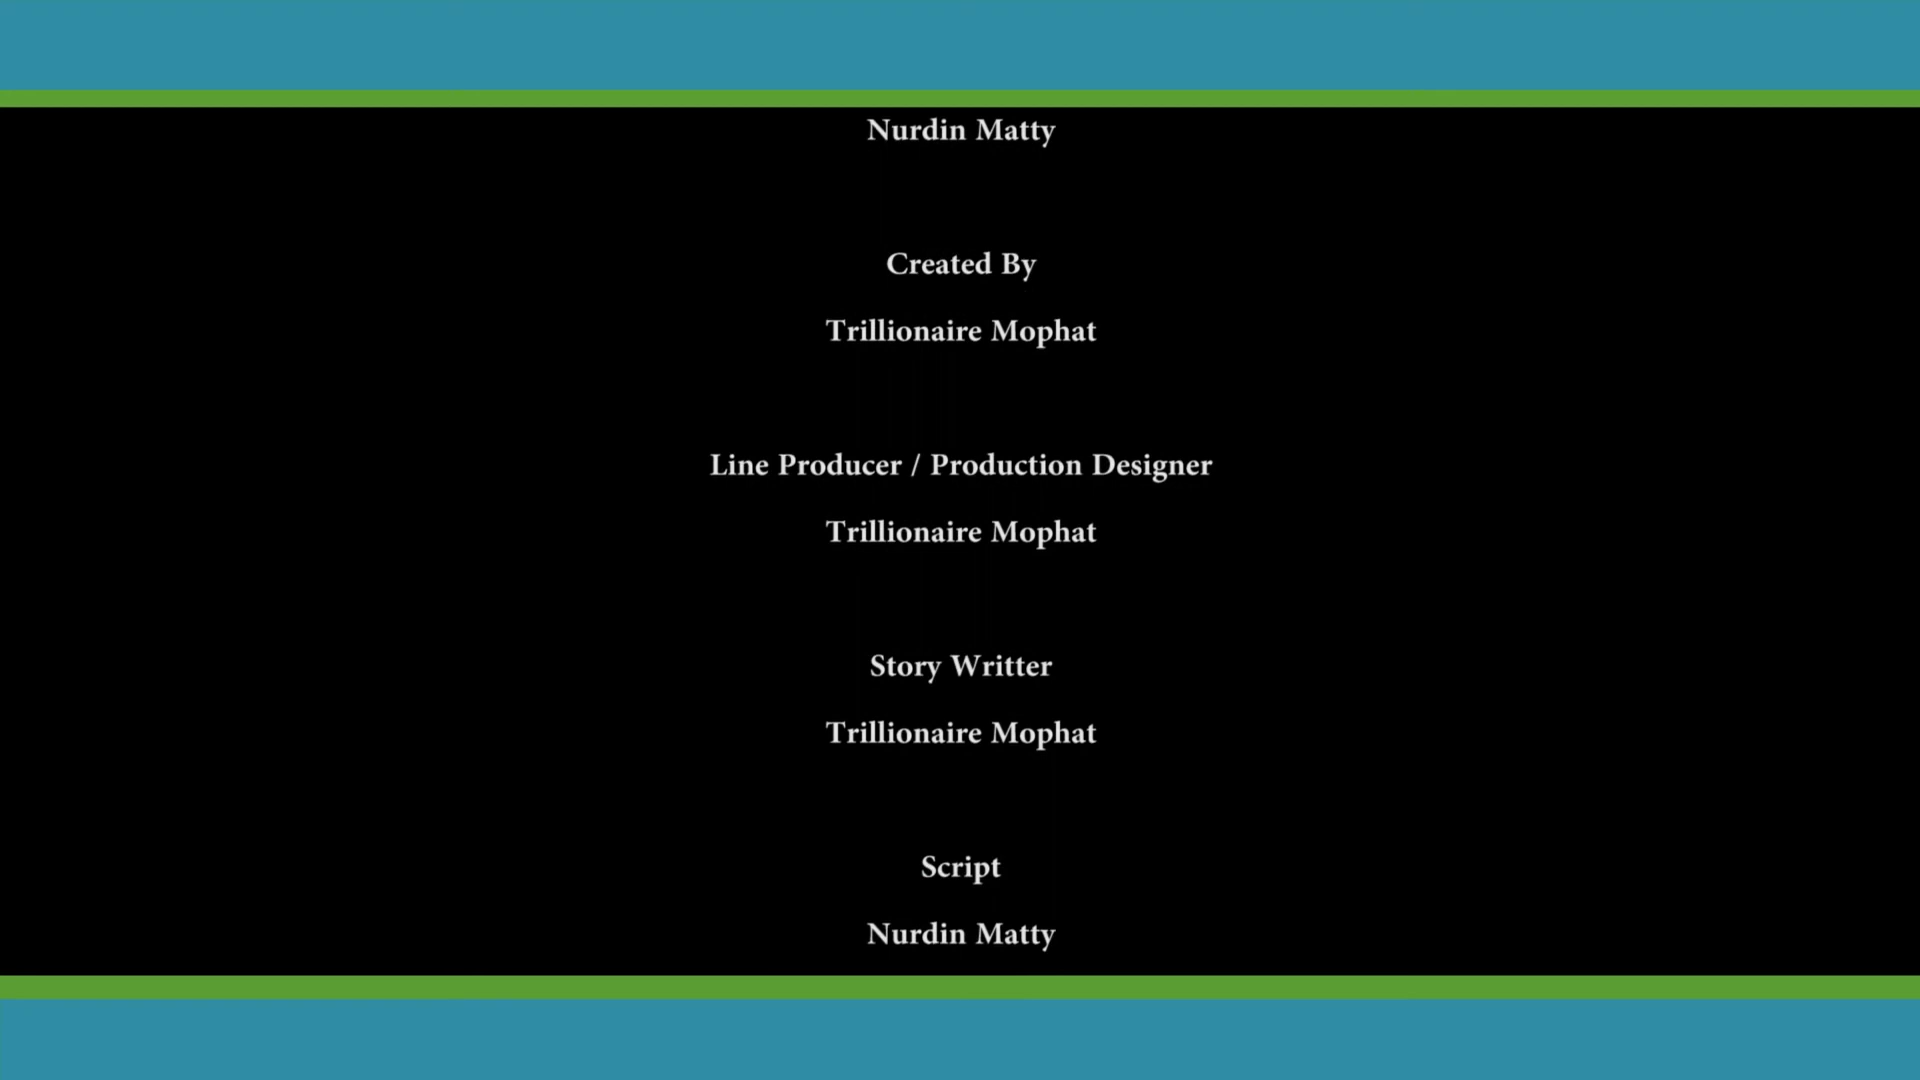 Nurdin Matty
Created By
Trillionaire Mophat
Line Producer / Production Designer
Trillionaire Mophat
Story Writter
Trillionaire Mophat
Script
Nurdin Matty